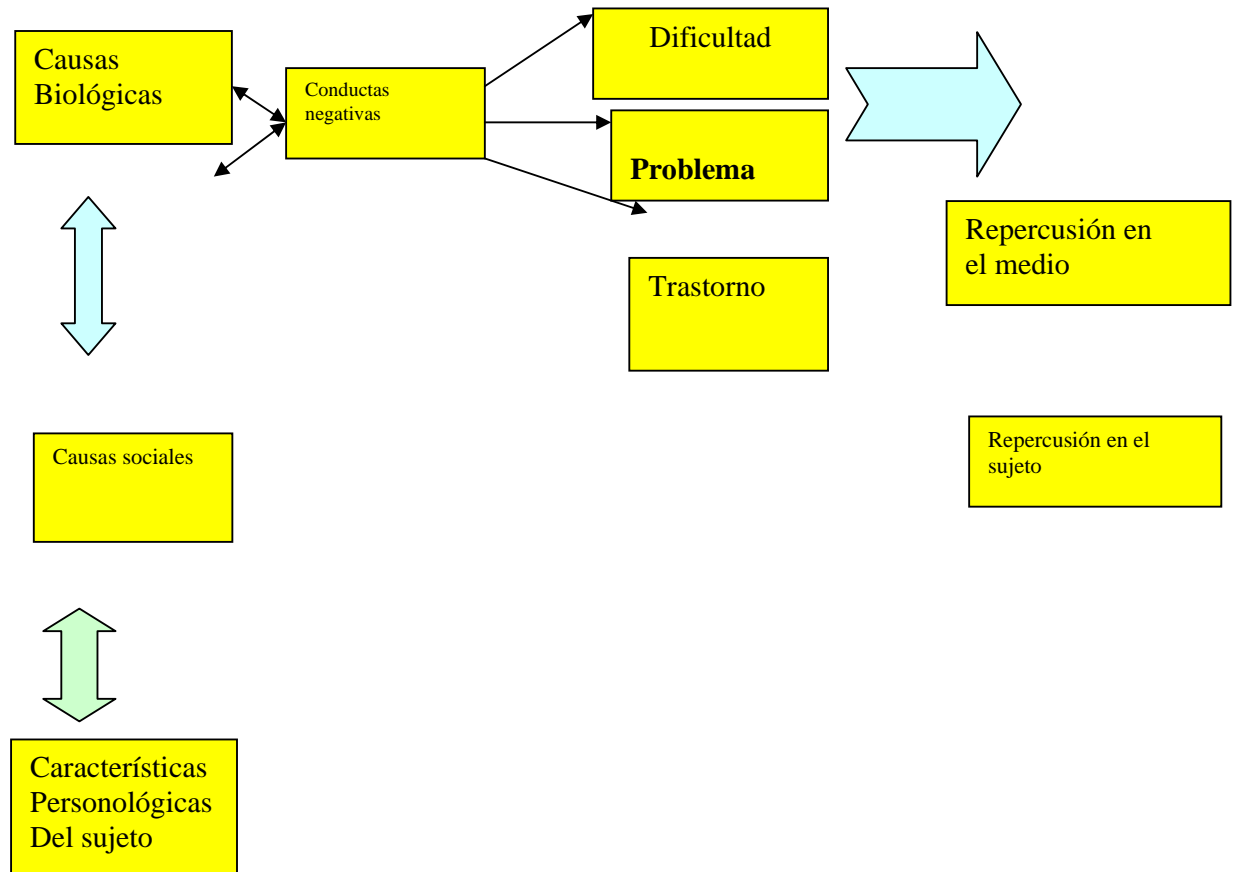 Causas
Biológicas
Conductas
negativas
Dificultad
Problema
Trastorno
Repercusión en
el medio
Causas sociales
Repercusión en el
sujeto
Características
Personológicas
Del sujeto